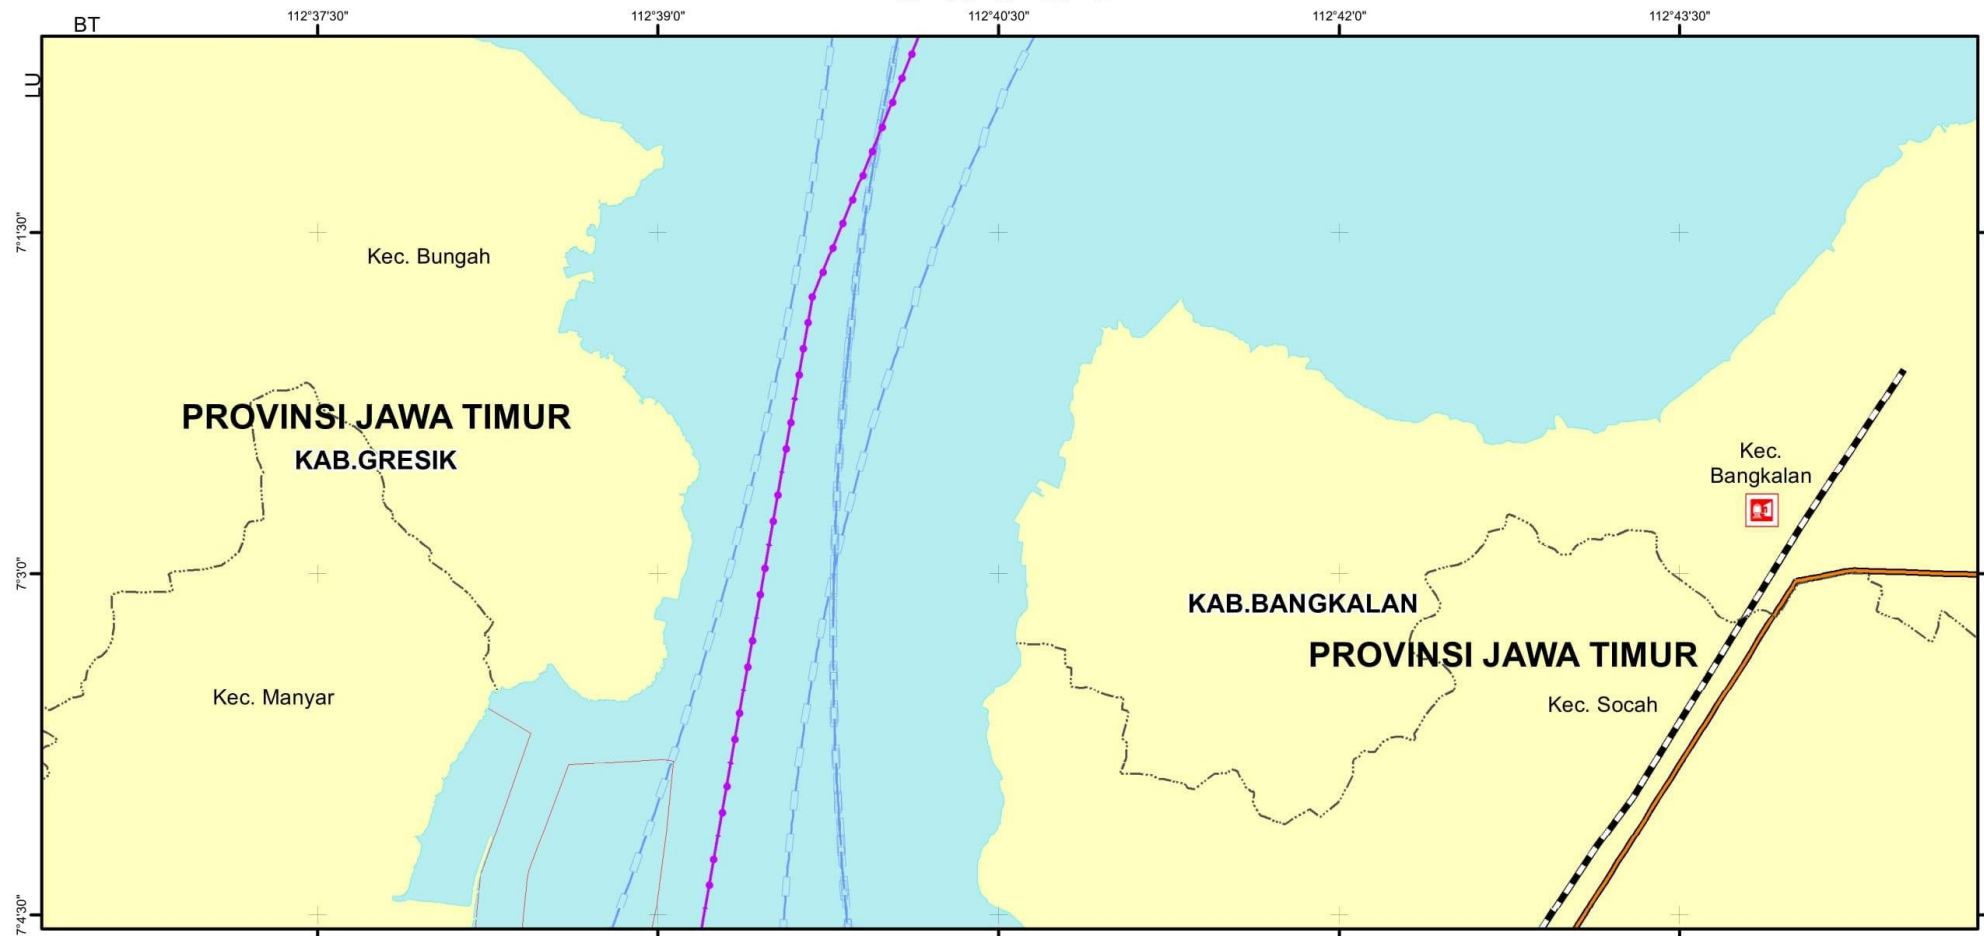 BT
112°37'30"
112°39'0"
112°40'30"
112°42'0"
112°43'30"
LU
7°1'30"
Kec. Bungah
PROVINSI JAWA TIMUR
KAB.GRESIK
Kec.
Bangkalan
7°3'0"
KAB.BANGKALAN
PROVINSI JAWA TIMUR
Kec. Manyar
Kec. Socah
7°4'30"